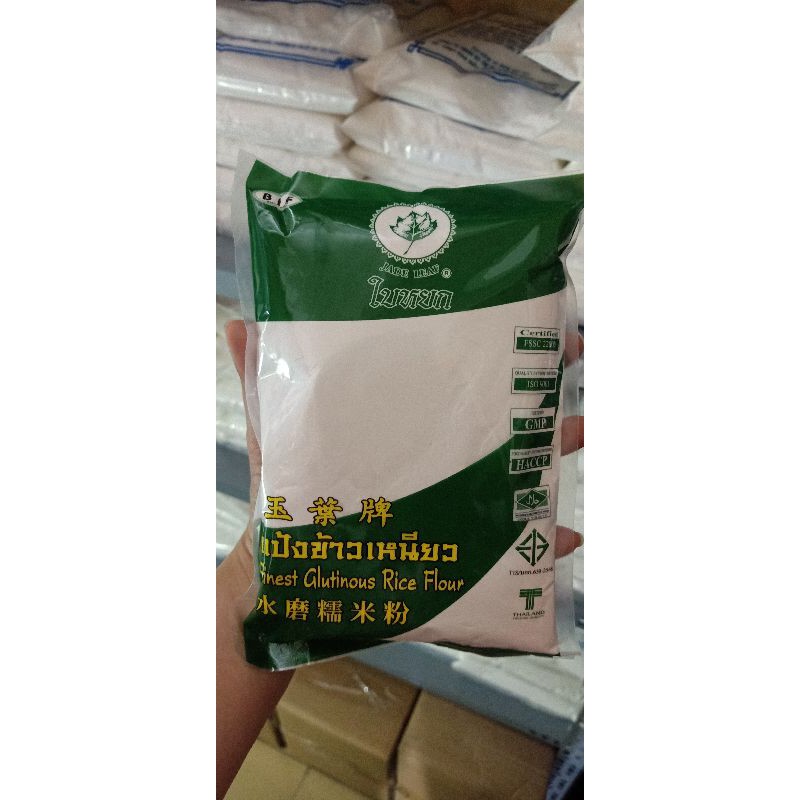 B F
JADE LEAF ®
ใบหยก
Certified
FSSC 22000
ISO 9001
GMP
HACCP
玉葉牌
แป้งข้าวเหนียว
Finest Glutinous Rice Flour
水磨糯米粉
THAILAND